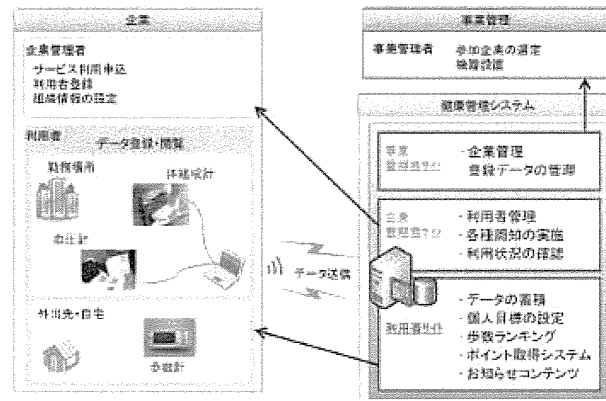 企業
企業管理者
サービス利用申込
利用者登録
組織情報の設定
利用者
データ登録・閲覧
勤務場所
体組成計
血圧計
外出先・自宅
歩数計
データ送信
事業管理
事業管理者
参加企業の選定
機器設置
健康管理システム
事業
管理者サイト
・企業管理
登録データの管理
企業
管理者サイト
・利用者管理
・各種周知の実施
・利用状況の確認
利用者サイト
・データの蓄積
・個人目標の設定
・歩数ランキング
・ポイント取得システム
・お知らせコンテンツ